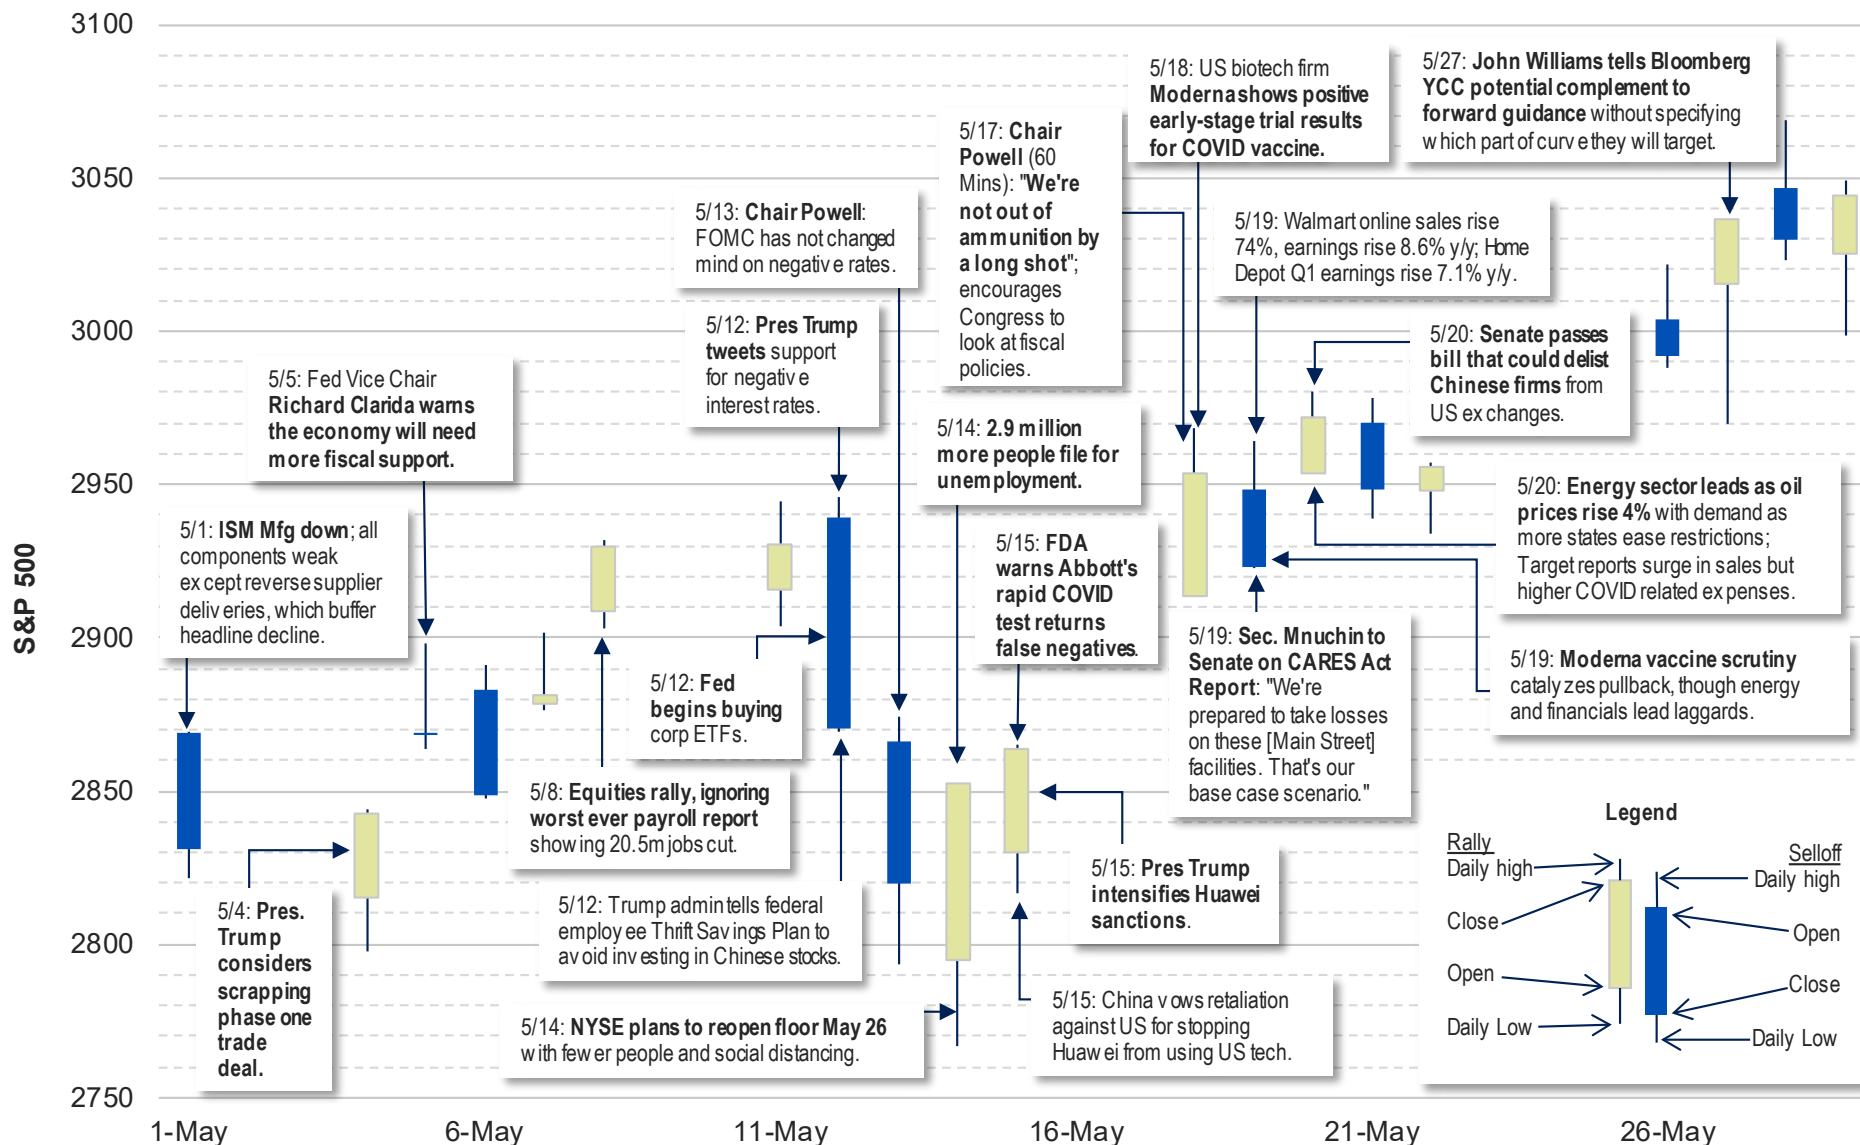 3100
3050
3000
2950
2900
2850
2800
2750
S&P 500
1-May
6-May
11-May
16-May
21-May
26-May
5/1: ISM Mfg down; all
components weak
except reverse supplier
deliveries, which buffer
headline decline.
5/4: Pres.
Trump
considers
scrapping
phase one
trade
deal.
5/5: Fed Vice Chair
Richard Clarida warns
the economy will need
more fiscal support.
5/8: Equities rally, ignoring
worst ever payroll report
showing 20.5m jobs cut.
5/12: Fed
begins buying
corp ETFs.
5/12: Pres Trump
tweets support
for negative
interest rates.
5/12: Trump admin tells federal
employee Thrift Savings Plan to
avoid investing in Chinese stocks.
5/13: Chair Powell:
FOMC has not changed
mind on negative rates.
5/14: 2.9 million
more people file for
unemployment.
5/14: NYSE plans to reopen floor May 26
with fewer people and social distancing.
5/15: FDA
warns Abbott's
rapid COVID
test returns
false negatives.
5/15: Pres Trump
intensifies Huawei
sanctions.
5/15: China vows retaliation
against US for stopping
Huawei from using US tech.
5/17: Chair
Powell (60
Mins): "We're
not out of
ammunition by
a long shot";
encourages
Congress to
look at fiscal
policies.
5/18: US biotech firm
Moderna shows positive
early-stage trial results
for COVID vaccine.
5/19: Walmart online sales rise
74%, earnings rise 8.6% y/y; Home
Depot Q1 earnings rise 7.1% y/y.
5/19: Sec. Mnuchin to
Senate on CARES Act
Report: "We're
prepared to take losses
on these [Main Street]
facilities. That's our
base case scenario."
5/19: Moderna vaccine scrutiny
catalyzes pullback, though energy
and financials lead laggards.
5/20: Senate passes
bill that could delist
Chinese firms from
US exchanges.
5/20: Energy sector leads as oil
prices rise 4% with demand as
more states ease restrictions;
Target reports surge in sales but
higher COVID related expenses.
5/27: John Williams tells Bloomberg
YCC potential complement to
forward guidance without specifying
which part of curve they will target.
Legend
Rally
Daily high
Close
Open
Daily Low
Selloff
Daily high
Open
Close
Daily Low